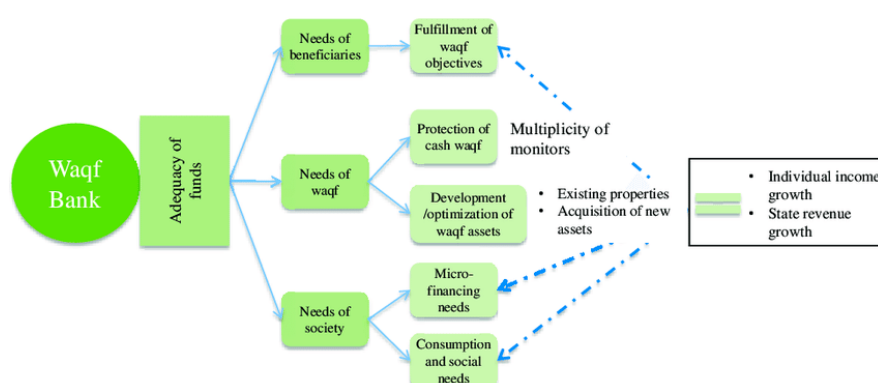 Waqf
Bank
Adequacy of
funds
Needs of
beneficiaries
Needs of
waqf
Needs of
society
Fulfillment of
waqf
objectives
Protection of
cash waqf
Development
/optimization of
waqf assets
Micro-
financing
needs
Consumption
and social
needs
Multiplicity of
monitors
• Existing properties
• Acquisition of new
assets
• Individual income
growth
• State revenue
growth